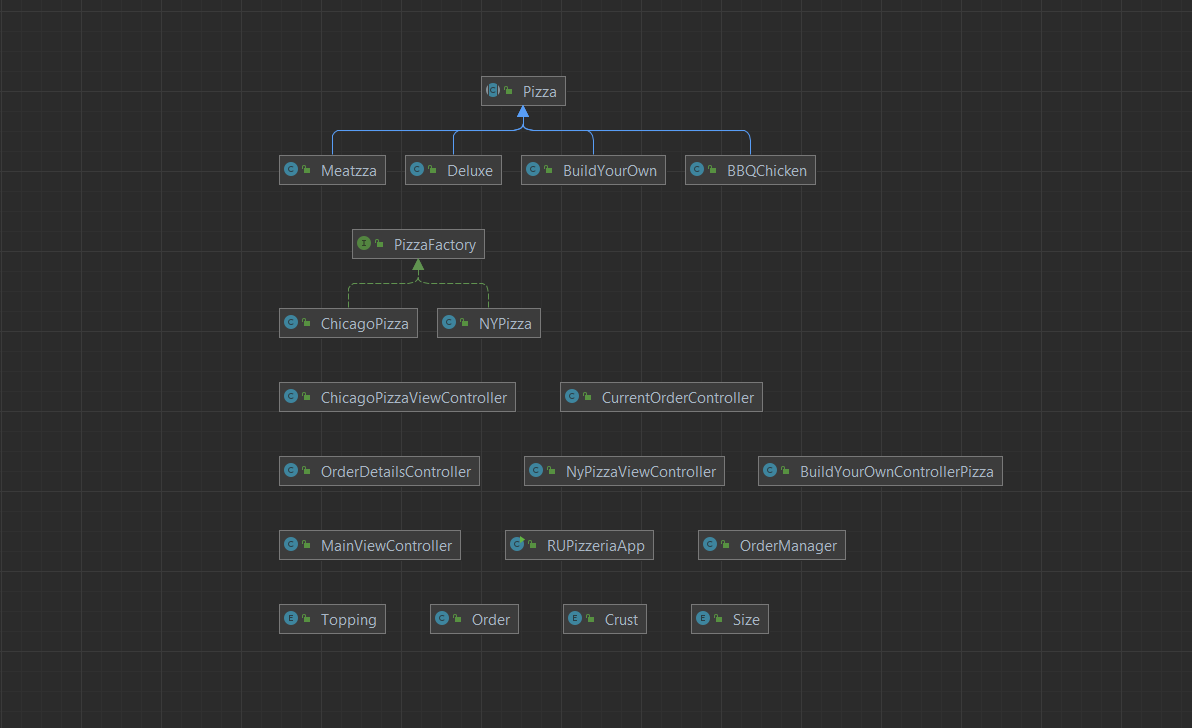 Pizza
Meatzza Deluxe BuildYourOwn BBQChicken
PizzaFactory
ChicagoPizza NYPizza
ChicagoPizzaViewController CurrentOrderController
OrderDetailsController NyPizzaViewController BuildYourOwnControllerPizza
MainViewController RUPizzeriaApp OrderManager
Topping Order Crust Size